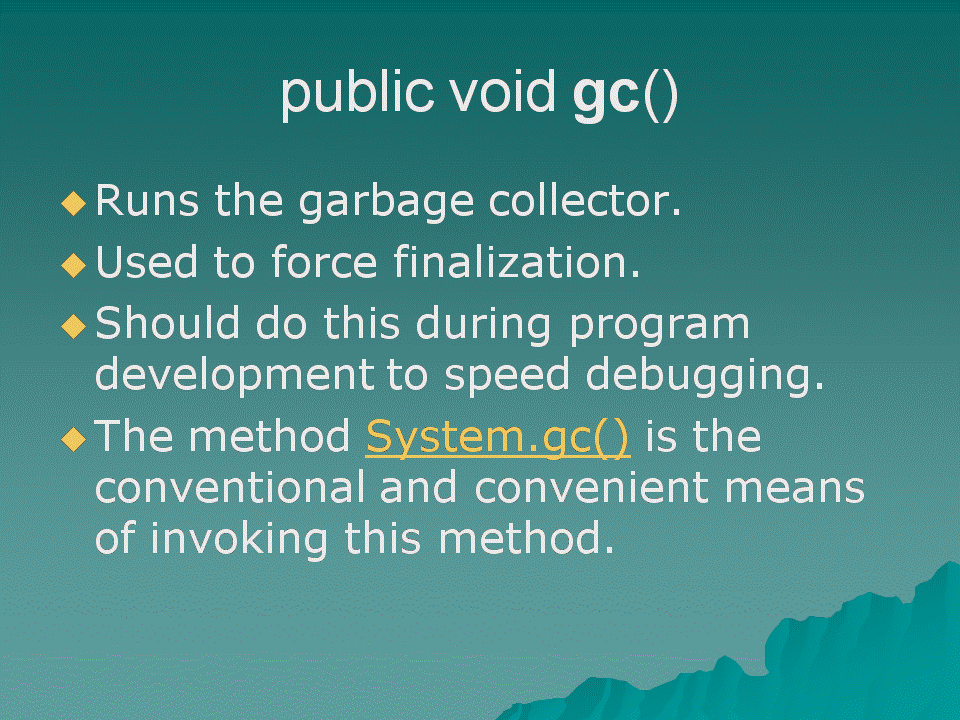 public void gc()
Runs the garbage collector.
Used to force finalization.
Should do this during program
development to speed debugging.
The method System.gc() is the
conventional and convenient means
of invoking this method.